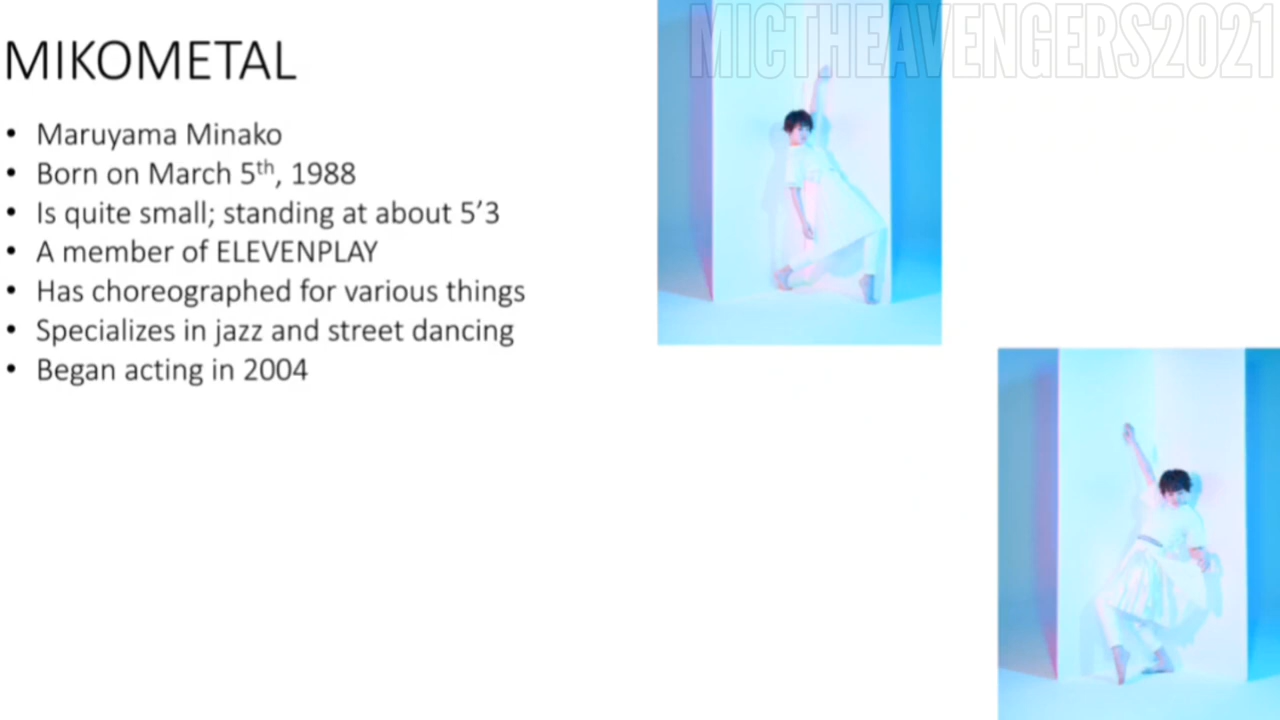 MICTHEAVENGERS2021
MIKOMETAL
• Maruyama Minako
• Born on March 5th, 1988
• Is quite small; standing at about 5’3
• A member of ELEVENPLAY
• Has choreographed for various things
• Specializes in jazz and street dancing
• Began acting in 2004